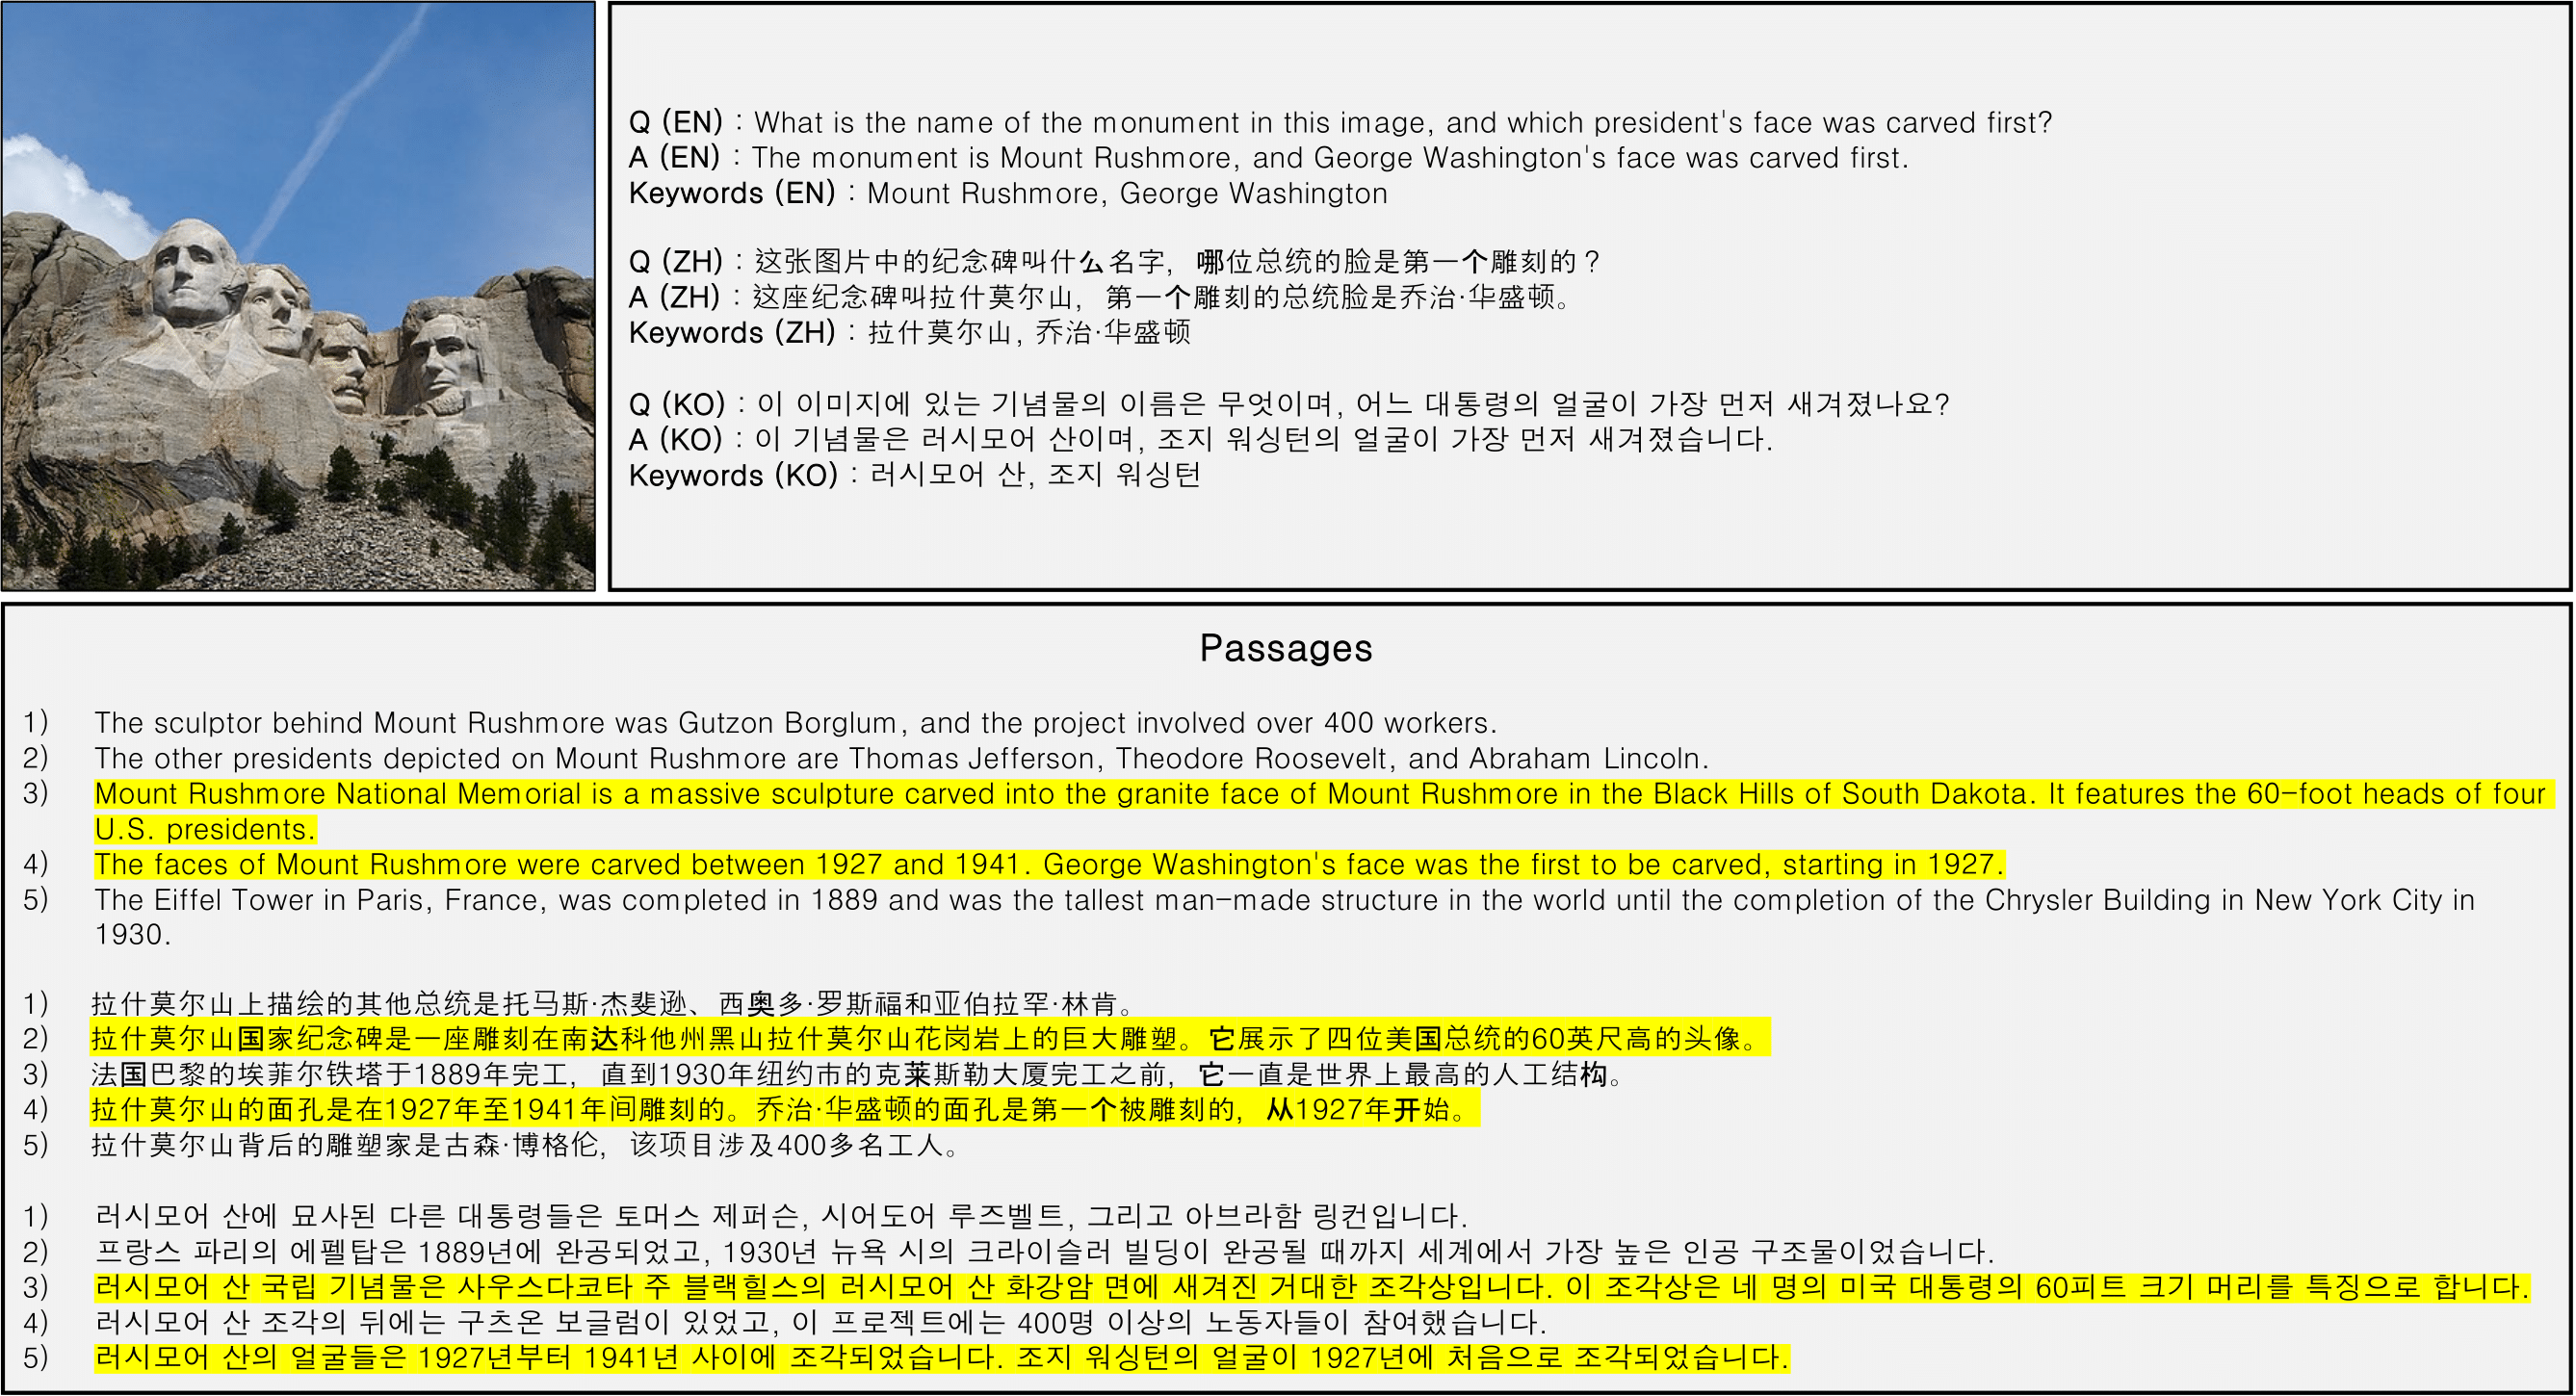 Q (EN) : What is the name of the monument in this image, and which president's face was carved first?
A (EN) : The monument is Mount Rushmore, and George Washington's face was carved first.
Keywords (EN) : Mount Rushmore, George Washington
Q (ZH) : 这张图片中的纪念碑叫什么名字，哪位总统的脸是第一个雕刻的？
A (ZH) : 这座纪念碑叫拉什莫尔山，第一个雕刻的总统脸是乔治·华盛顿。
Keywords (ZH) : 拉什莫尔山, 乔治·华盛顿
Q (KO) : 이 이미지에 있는 기념물의 이름은 무엇이며, 어느 대통령의 얼굴이 가장 먼저 새겨졌나요?
A (KO) : 이 기념물은 러시모어 산이며, 조지 워싱턴의 얼굴이 가장 먼저 새겨졌습니다.
Keywords (KO) : 러시모어 산, 조지 워싱턴
Passages
1) The sculptor behind Mount Rushmore was Gutzon Borglum, and the project involved over 400 workers.
2) The other presidents depicted on Mount Rushmore are Thomas Jefferson, Theodore Roosevelt, and Abraham Lincoln.
3) Mount Rushmore National Memorial is a massive sculpture carved into the granite face of Mount Rushmore in the Black Hills of South Dakota. It features the 60-foot heads of four
U.S. presidents.
4) The faces of Mount Rushmore were carved between 1927 and 1941. George Washington's face was the first to be carved, starting in 1927.
5) The Eiffel Tower in Paris, France, was completed in 1889 and was the tallest man-made structure in the world until the completion of the Chrysler Building in New York City in
1930.
1) 拉什莫尔山上描绘的其他总统是托马斯·杰斐逊、西奥多·罗斯福和亚伯拉罕·林肯。
2) 拉什莫尔山国家纪念碑是一座雕刻在南达科他州黑山拉什莫尔山花岗岩上的巨大雕塑。它展示了四位美国总统的60英尺高的头像。
3) 法国巴黎的埃菲尔铁塔于1889年完工，直到1930年纽约市的克莱斯勒大厦完工之前，它一直是世界上最高的人工结构。
4) 拉什莫尔山的面孔是在1927年至1941年间雕刻的。乔治·华盛顿的面孔是第一个被雕刻的，从1927年开始。
5) 拉什莫尔山背后的雕塑家是古森·博格伦，该项目涉及400多名工人。
1) 러시모어 산에 묘사된 다른 대통령들은 토머스 제퍼슨, 시어도어 루즈벨트, 그리고 아브라함 링컨입니다.
2) 프랑스 파리의 에펠탑은 1889년에 완공되었고, 1930년 뉴욕 시의 크라이슬러 빌딩이 완공될 때까지 세계에서 가장 높은 인공 구조물이었습니다.
3) 러시모어 산 국립 기념물은 사우스다코타 주 블랙힐스의 러시모어 산 화강암 면에 새겨진 거대한 조각상입니다. 이 조각상은 네 명의 미국 대통령의 60피트 크기 머리를 특징으로 합니다.
4) 러시모어 산 조각의 뒤에는 구츠온 보글럼이 있었고, 이 프로젝트에는 400명 이상의 노동자들이 참여했습니다.
5) 러시모어 산의 얼굴들은 1927년부터 1941년 사이에 조각되었습니다. 조지 워싱턴의 얼굴이 1927년에 처음으로 조각되었습니다.